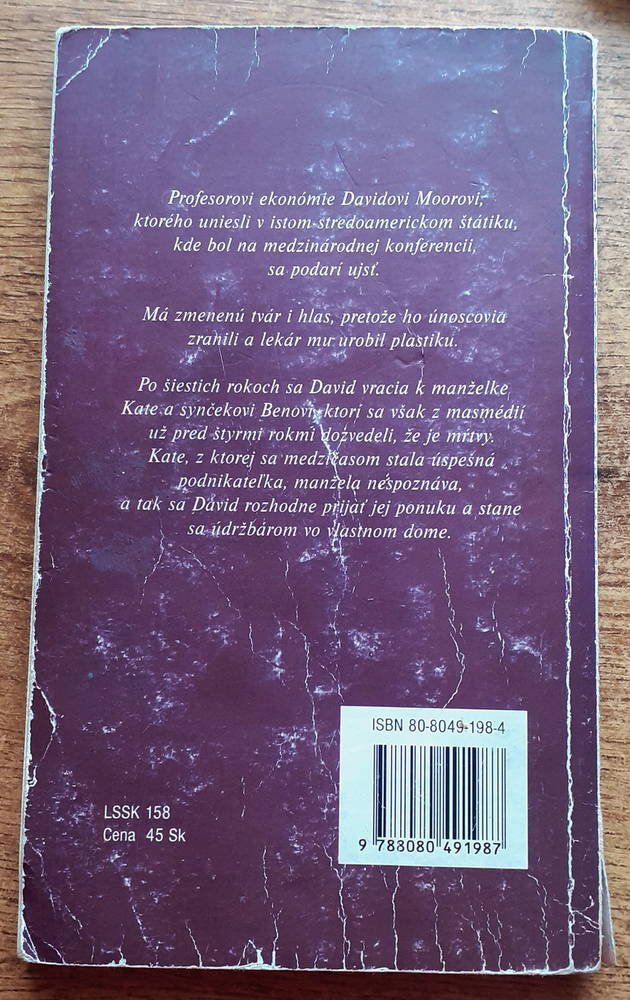 Profesorovi ekonómie Davidovi Moorovi,
ktorého uniesli v istom stredoamerickom štátiku,
kde bol na medzinárodnej konferencii,
sa podarí ujsť.
Má zmenenú tvár i hlas, pretože ho únoscovia
zranili a lekár mu urobil plastiku.
Po šiestich rokoch sa David vracia k manželke
Kate a synčekovi Benovi, ktorí sa však z masmédií
už pred štyrmi rokmi dozvedeli, že je mŕtvy.
Kate, z ktorej sa medzičasom stala úspešná
podnikateľka, manžela nespoznáva,
a tak sa David rozhodne prijať jej ponuku a stane
sa údržbárom vo vlastnom dome.
ISBN 80-8049-198-4
9 788080 491987
LSSK 158
Cena 45 Sk